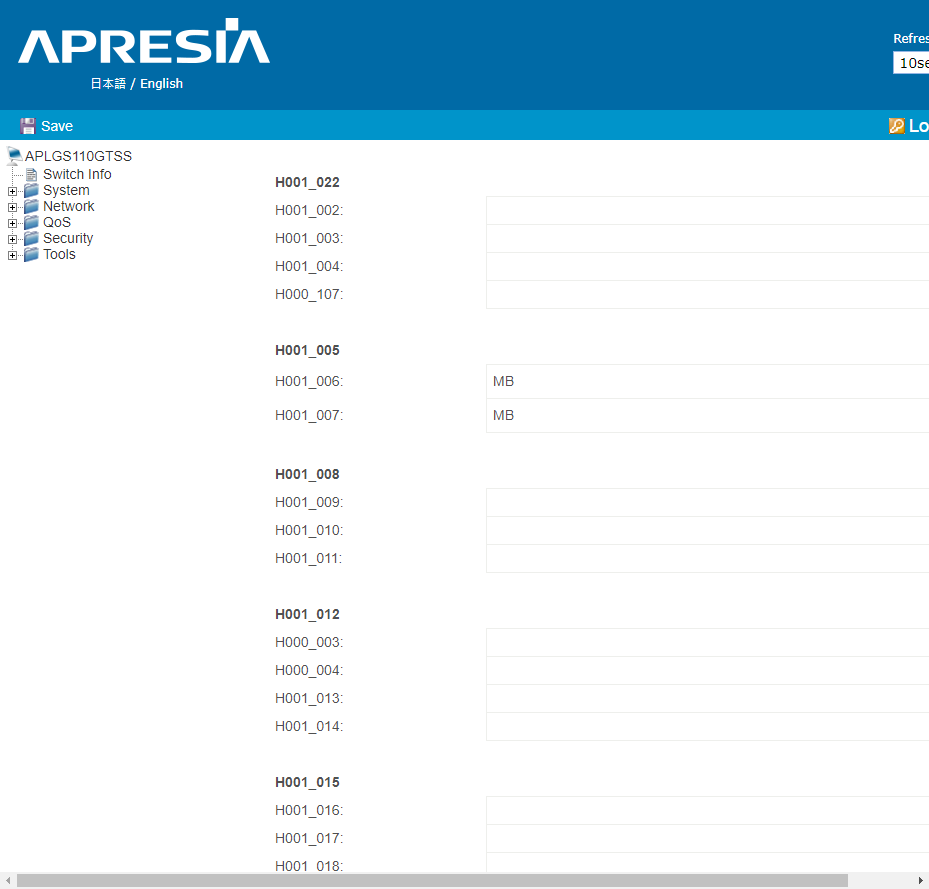 APRESIA
日本語 / English
Refres
10se
Save
Lo
APLGS110GTSS
Switch Info
System
Network
QoS
Security
Tools
H001_022
H001_002:
H001_003:
H001_004:
H000_107:
H001_005
H001_006: MB
H001_007: MB
H001_008
H001_009:
H001_010:
H001_011:
H001_012
H000_003:
H000_004:
H001_013:
H001_014:
H001_015
H001_016:
H001_017:
H001_018: